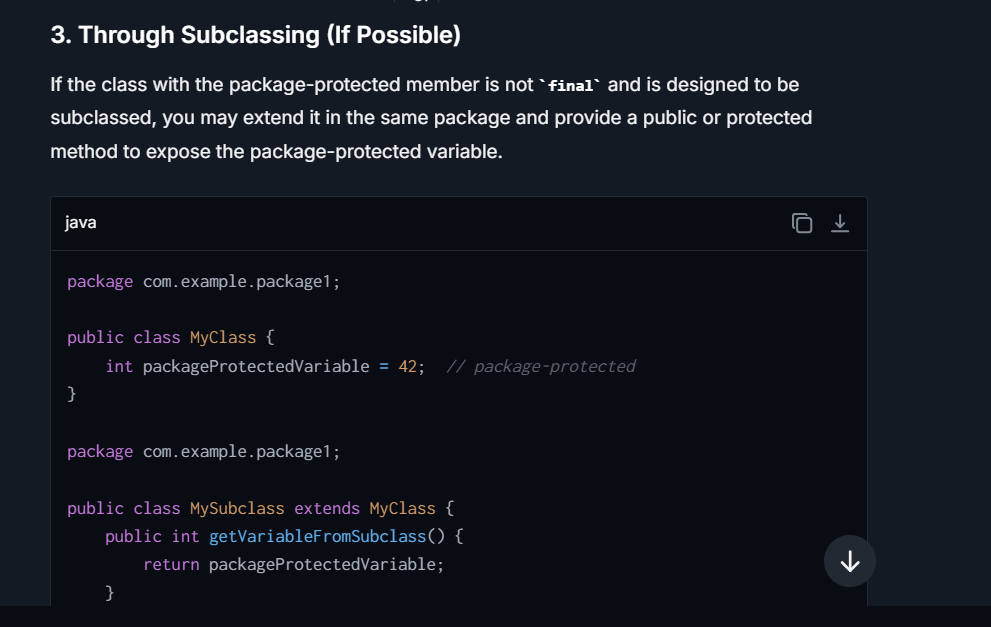 3. Through Subclassing (If Possible)
If the class with the package-protected member is not `final` and is designed to be
subclassed, you may extend it in the same package and provide a public or protected
method to expose the package-protected variable.
java
package com.example.package1;
public class MyClass {
    int packageProtectedVariable = 42;  // package-protected
}
package com.example.package1;
public class MySubclass extends MyClass {
    public int getVariableFromSubclass() {
        return packageProtectedVariable;
    }